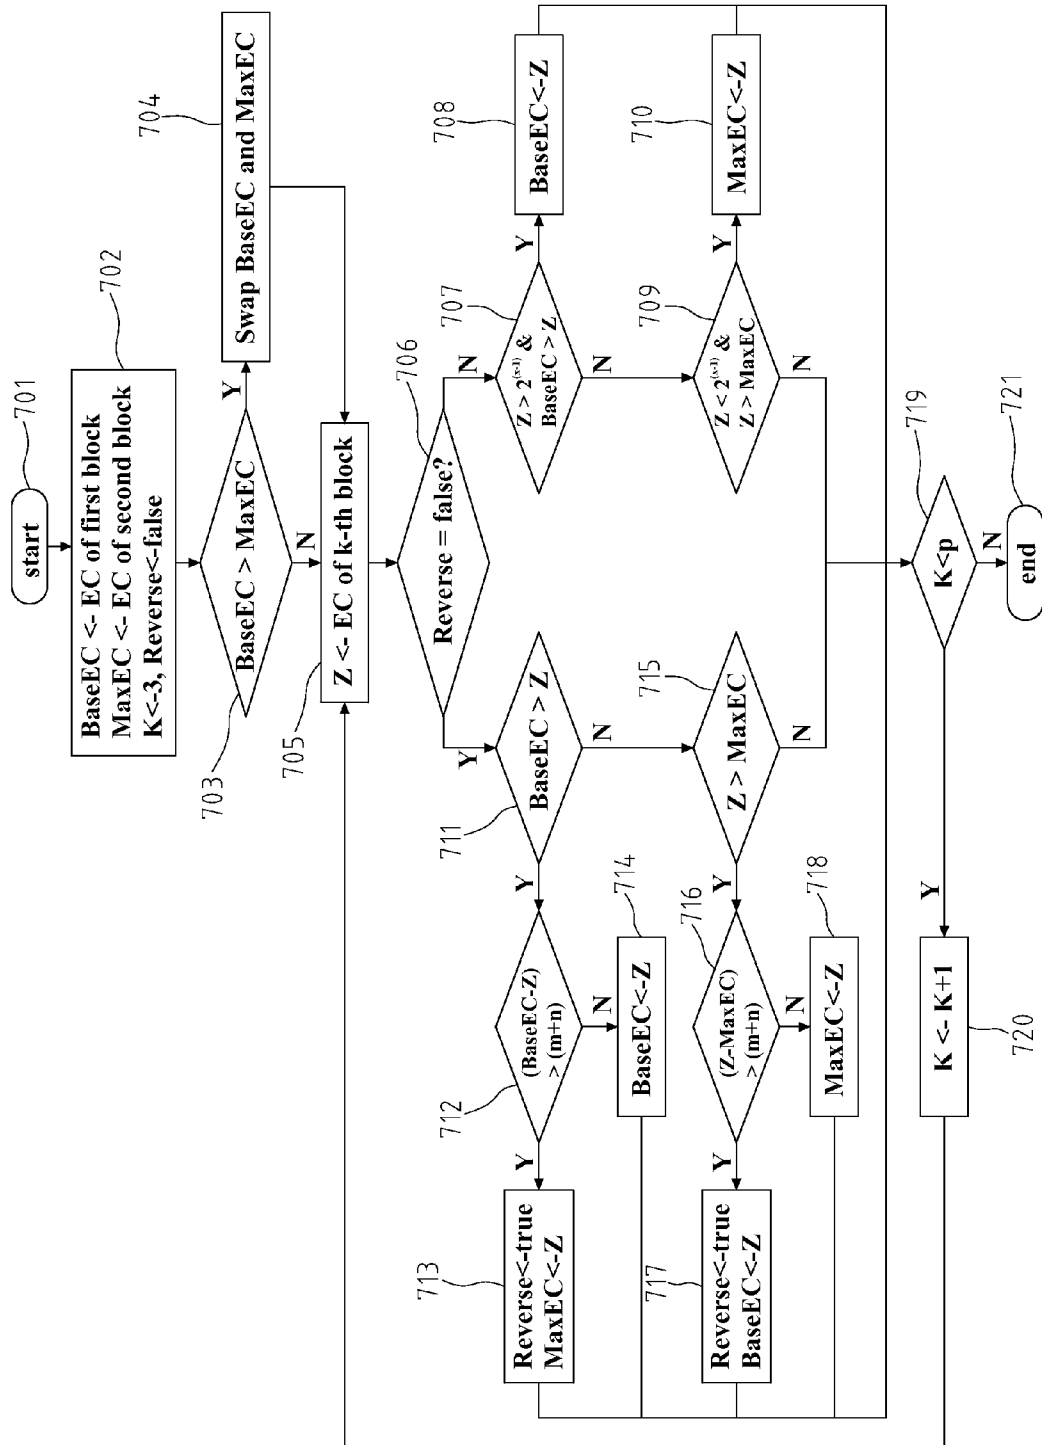 start
701
BaseEC <- EC of first block
MaxEC <- EC of second block
K<-3, Reverse<-false
702
BaseEC > MaxEC
703
Y
N
Swap BaseEC and MaxEC
704
Z <- EC of k-th block
705
Reverse = false?
706
Y
N
Z > 2^(x-1) &
BaseEC > Z
707
Y
N
BaseEC<-Z
708
Z < 2^(x-1) &
Z > MaxEC
709
Y
N
MaxEC<-Z
710
BaseEC > Z
711
Y
N
(BaseEC-Z)
> (m+n)
712
Y
N
Reverse<-true
MaxEC<-Z
713
BaseEC<-Z
714
Z > MaxEC
715
Y
N
(Z-MaxEC)
> (m+n)
716
Y
N
Reverse<-true
BaseEC<-Z
717
MaxEC<-Z
718
K<p
719
Y
N
K <- K+1
720
end
721